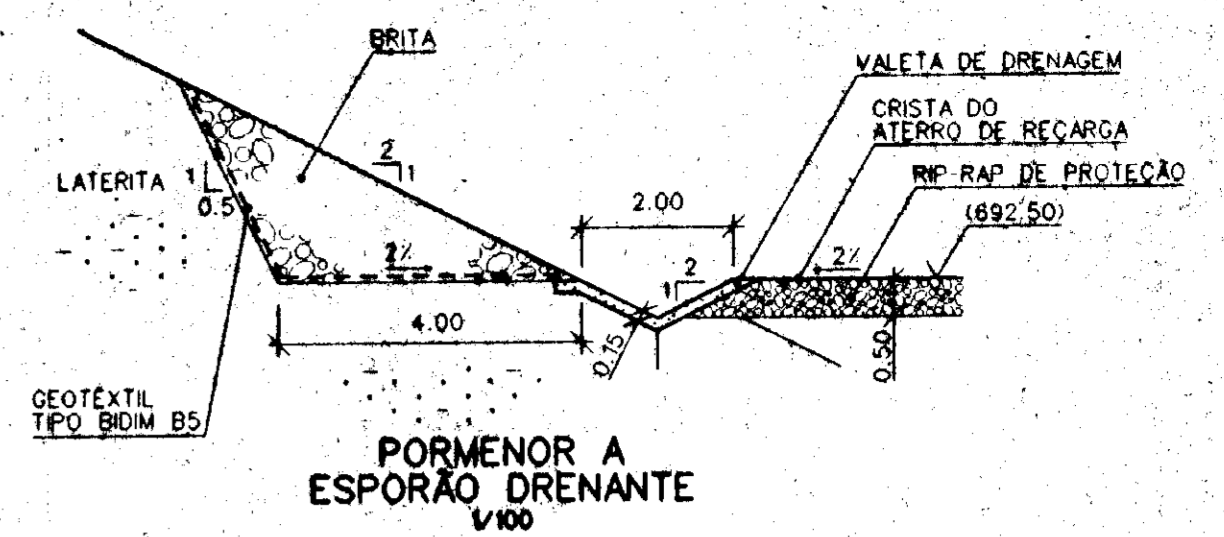 BRITA
VALETA DE DRENAGEM
CRISTA DO
ATERRO DE REÇARGA
RIP-RAP DE PROTEÇÃO
(692,50)
LATERITA
1
0.5
2
1
2.00
2%
2
1
2%
4.00
0.15
0.50
GEOTÊXTIL
TIPO BIDIM B5
PORMENOR A
ESPORÃO DRENANTE
1/100